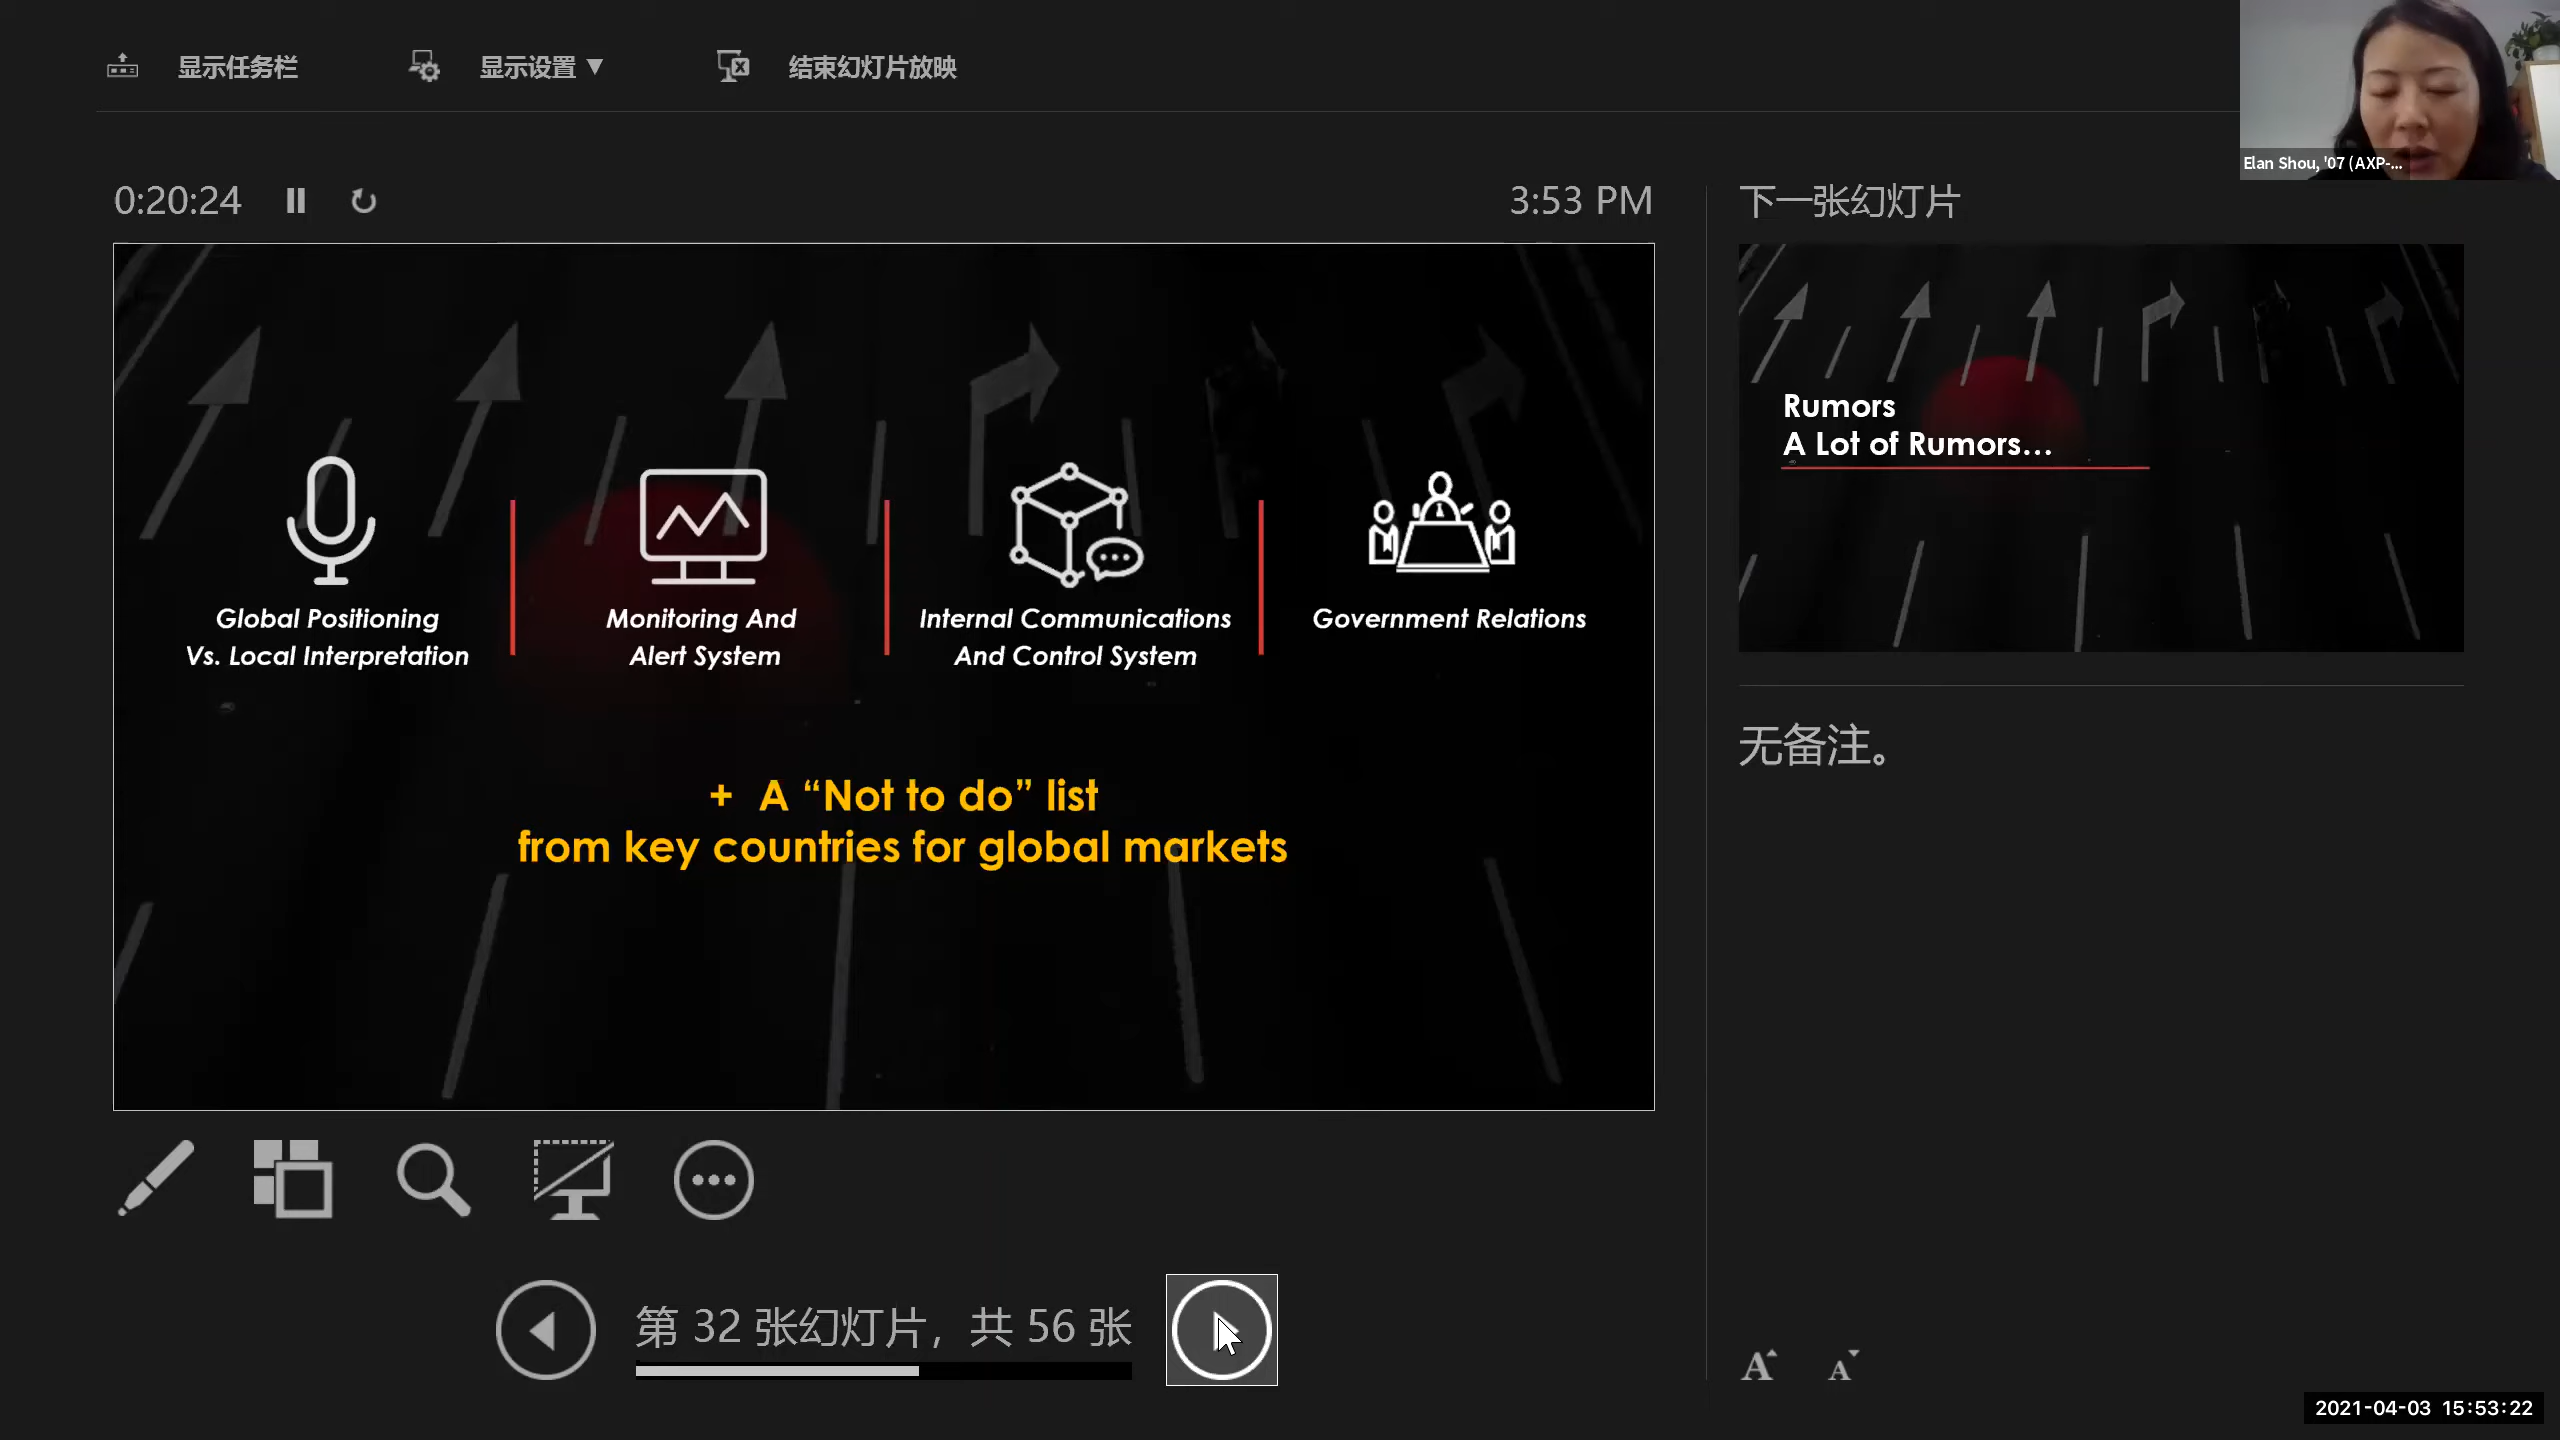 显示任务栏
显示设置 ▼
结束幻灯片放映
Elan Shou, '07 (AXP-...
0:20:24
3:53 PM
下一张幻灯片
Global Positioning
Vs. Local Interpretation
Monitoring And
Alert System
Internal Communications
And Control System
Government Relations
+ A “Not to do” list
from key countries for global markets
Rumors
A Lot of Rumors...
无备注。
第 32 张幻灯片，共 56 张
A
A
2021-04-03 15:53:22